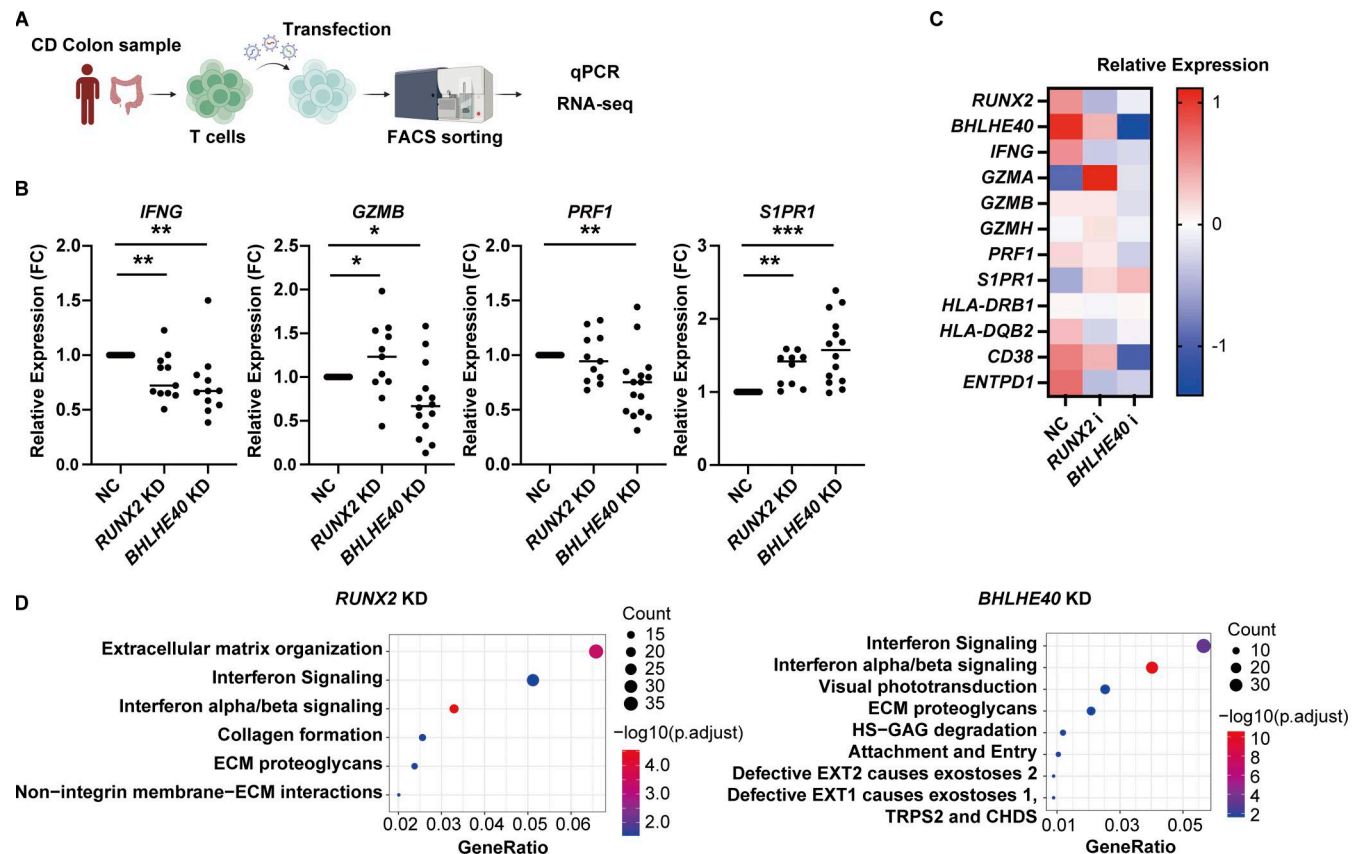 A
CD Colon sample
Transfection
T cells
FACS sorting
qPCR
RNA-seq
B
IFNG
**
**
Relative Expression (FC)
2.0
1.5
1.0
0.5
0.0
NC
RUNX2 KD
BHLHE40 KD
GZMB
*
*
Relative Expression (FC)
2.5
2.0
1.5
1.0
0.5
0.0
NC
RUNX2 KD
BHLHE40 KD
PRF1
**
Relative Expression (FC)
2.0
1.5
1.0
0.5
0.0
NC
RUNX2 KD
BHLHE40 KD
S1PR1
***
**
Relative Expression (FC)
3
2
1
0
NC
RUNX2 KD
BHLHE40 KD
C
Relative Expression
RUNX2
BHLHE40
IFNG
GZMA
GZMB
GZMH
PRF1
S1PR1
HLA-DRB1
HLA-DQB2
CD38
ENTPD1
NC
RUNX2 i
BHLHE40 i
1
0
-1
D
RUNX2 KD
Extracellular matrix organization
Interferon Signaling
Interferon alpha/beta signaling
Collagen formation
ECM proteoglycans
Non−integrin membrane−ECM interactions
0.02 0.03 0.04 0.05 0.06
GeneRatio
Count
15
20
25
30
35
−log10(p.adjust)
4.0
3.0
2.0
BHLHE40 KD
Interferon Signaling
Interferon alpha/beta signaling
Visual phototransduction
ECM proteoglycans
HS−GAG degradation
Attachment and Entry
Defective EXT2 causes exostoses 2
Defective EXT1 causes exostoses 1,
TRPS2 and CHDS
0.01 0.03 0.05
GeneRatio
Count
10
20
30
−log10(p.adjust)
10
8
6
4
2